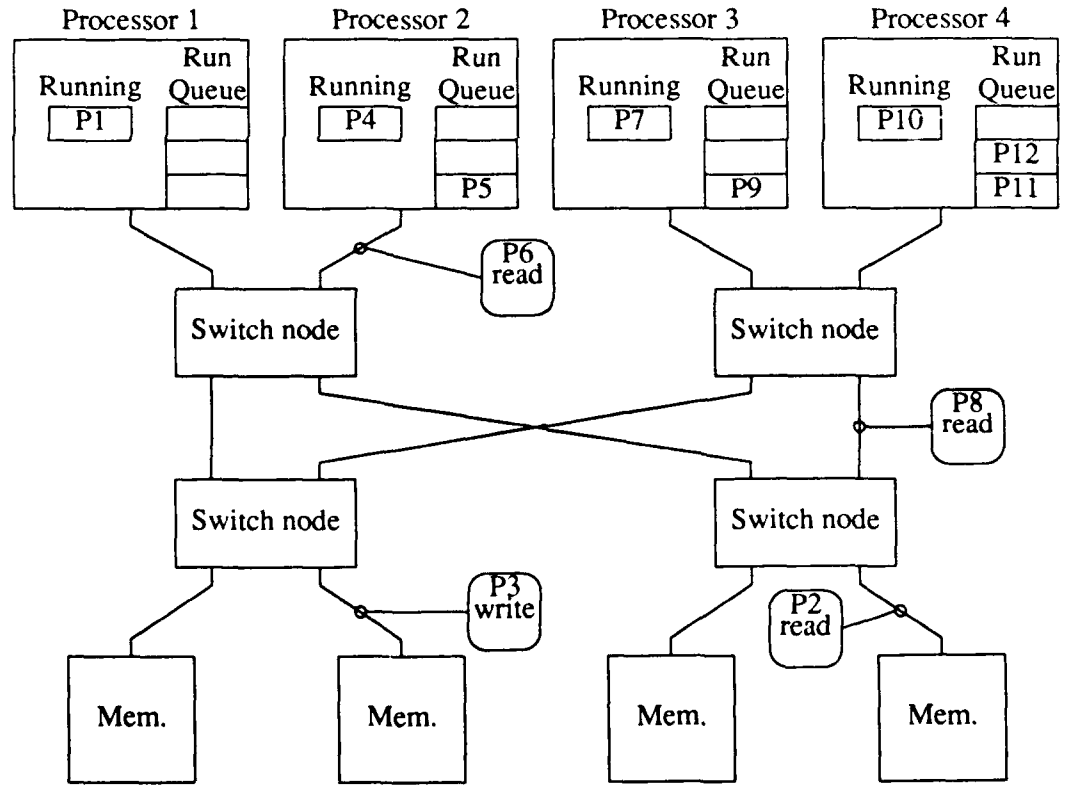 Processor 1
Processor 2
Processor 3
Processor 4
Run
Queue
Running
P1
Run
Queue
Running
P4
P5
Run
Queue
Running
P7
P9
Run
Queue
Running
P10
P12
P11
P6
read
Switch node
Switch node
P8
read
Switch node
Switch node
P3
write
P2
read
Mem.
Mem.
Mem.
Mem.